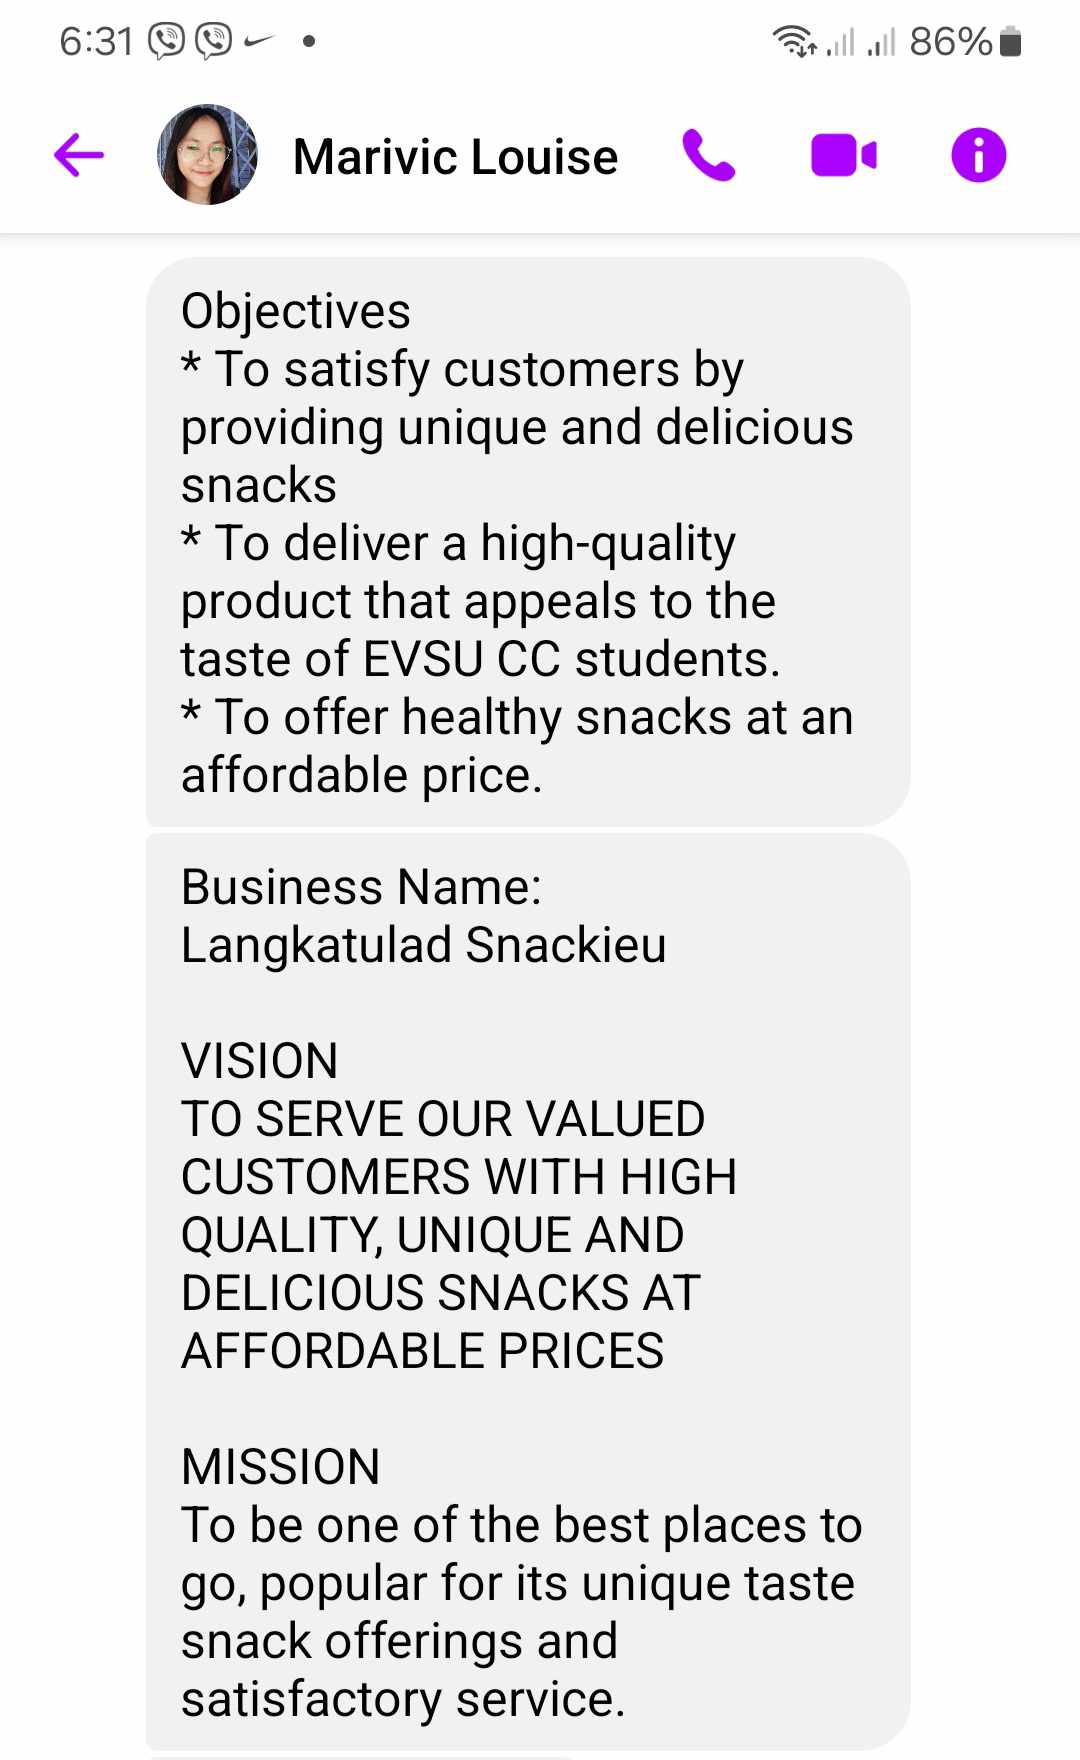 6:31
86%
Marivic Louise
Objectives
* To satisfy customers by
providing unique and delicious
snacks
* To deliver a high-quality
product that appeals to the
taste of EVSU CC students.
* To offer healthy snacks at an
affordable price.
Business Name:
Langkatulad Snackieu
VISION
TO SERVE OUR VALUED
CUSTOMERS WITH HIGH
QUALITY, UNIQUE AND
DELICIOUS SNACKS AT
AFFORDABLE PRICES
MISSION
To be one of the best places to
go, popular for its unique taste
snack offerings and
satisfactory service.